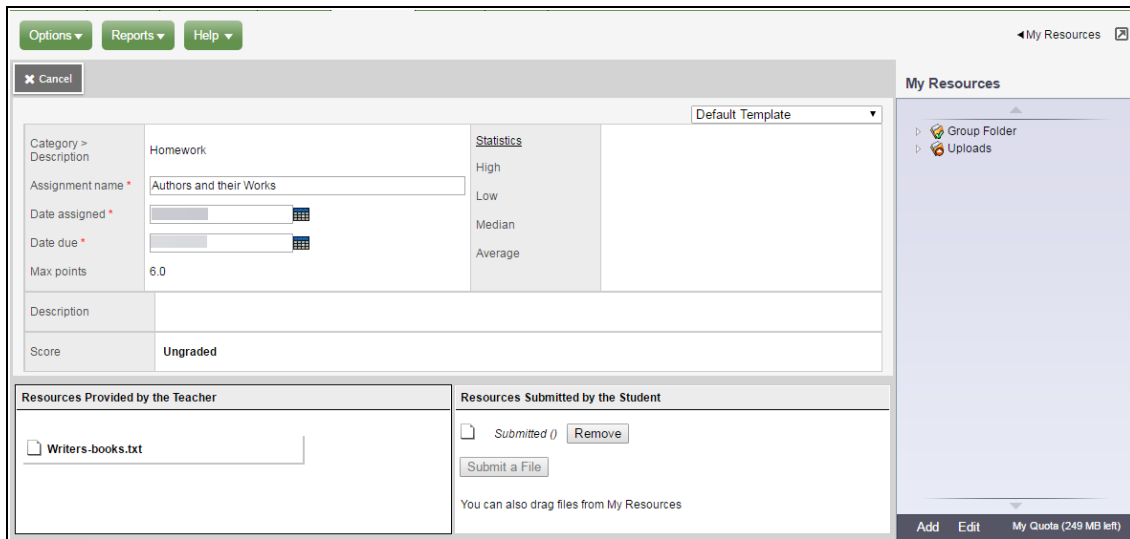 Options ▾ Reports ▾ Help ▾ ◄My Resources
✖ Cancel
My Resources
Default Template ▼
Group Folder
Uploads
Category >
Description
Homework
Assignment name * Authors and their Works
Date assigned *
Date due *
Max points 6.0
Statistics
High
Low
Median
Average
Description
Score Ungraded
Resources Provided by the Teacher
Writers-books.txt
Resources Submitted by the Student
Submitted () Remove
Submit a File
You can also drag files from My Resources
Add Edit My Quota (249 MB left)